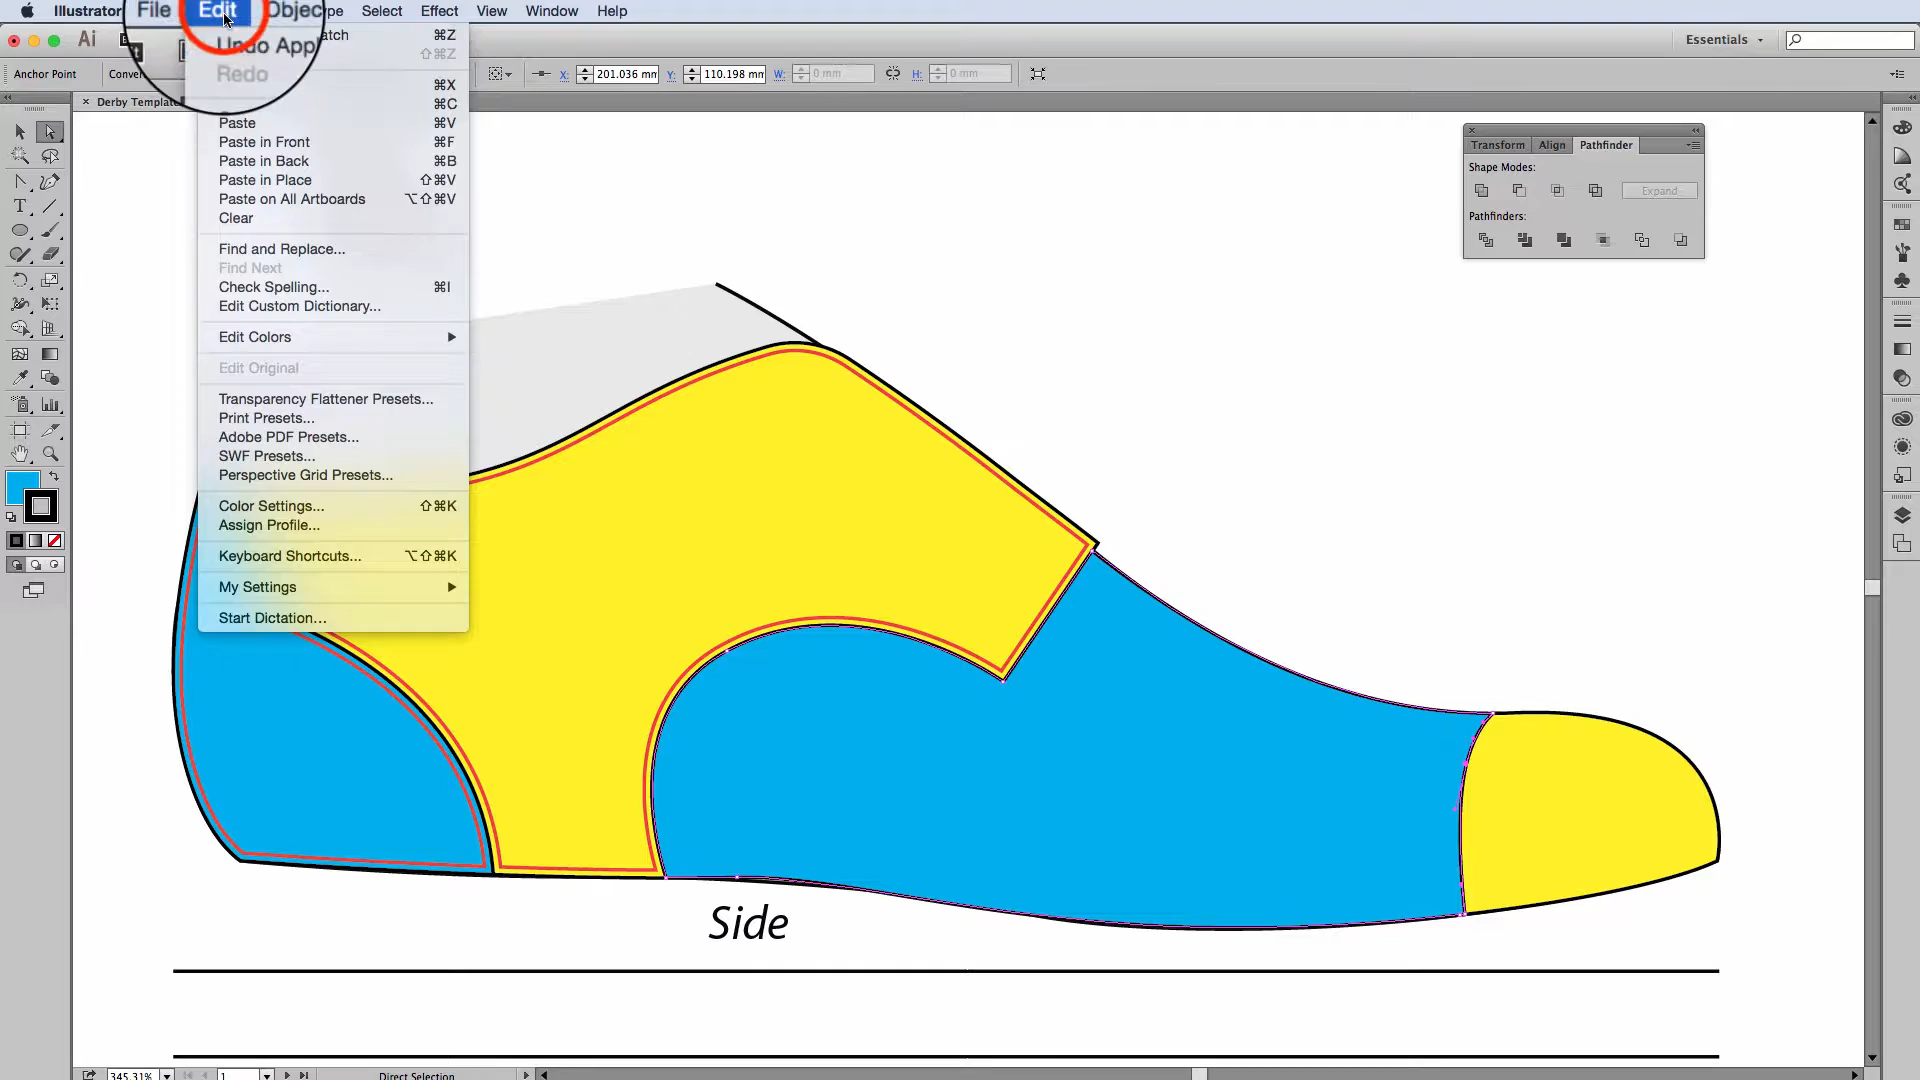 Illustrator File Edit Object Type Select Effect View Window Help
Ai Essentials
Undo Appl atch ⌘Z
Redo ⇧⌘Z
Anchor Point Conver X: 201.036 mm Y: 110.198 mm W: 0 mm H: 0 mm
⌘X
Derby Template ⌘C
Paste ⌘V
Paste in Front ⌘F
Paste in Back ⌘B
Paste in Place ⇧⌘V
Paste on All Artboards ⌥⇧⌘V
Clear
Find and Replace...
Find Next
Check Spelling... ⌘I
Edit Custom Dictionary...
Edit Colors
Edit Original
Transparency Flattener Presets...
Print Presets...
Adobe PDF Presets...
SWF Presets...
Perspective Grid Presets...
Color Settings... ⇧⌘K
Assign Profile...
Keyboard Shortcuts... ⌥⇧⌘K
My Settings
Start Dictation...
Transform Align Pathfinder
Shape Modes:
Expand
Pathfinders:
Side
345.31% 1 Direct Selection